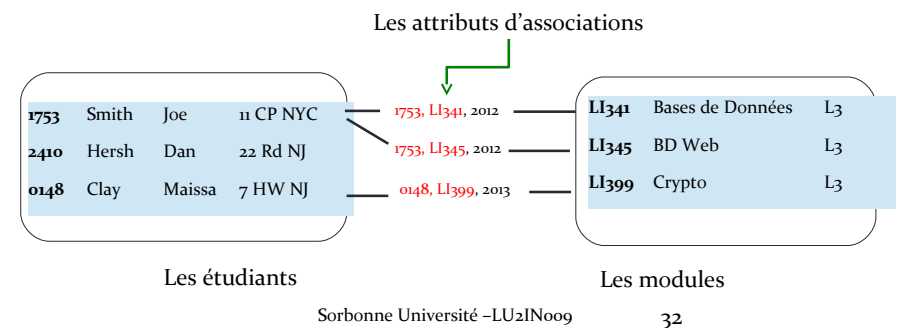 Les attributs d'associations
1753 Smith Joe 11 CP NYC
2410 Hersh Dan 22 Rd NJ
0148 Clay Maissa 7 HW NJ
1753, LI341, 2012
1753, LI345, 2012
0148, LI399, 2013
LI341 Bases de Données L3
LI345 BD Web L3
LI399 Crypto L3
Les étudiants
Les modules
Sorbonne Université –LU2IN009
32